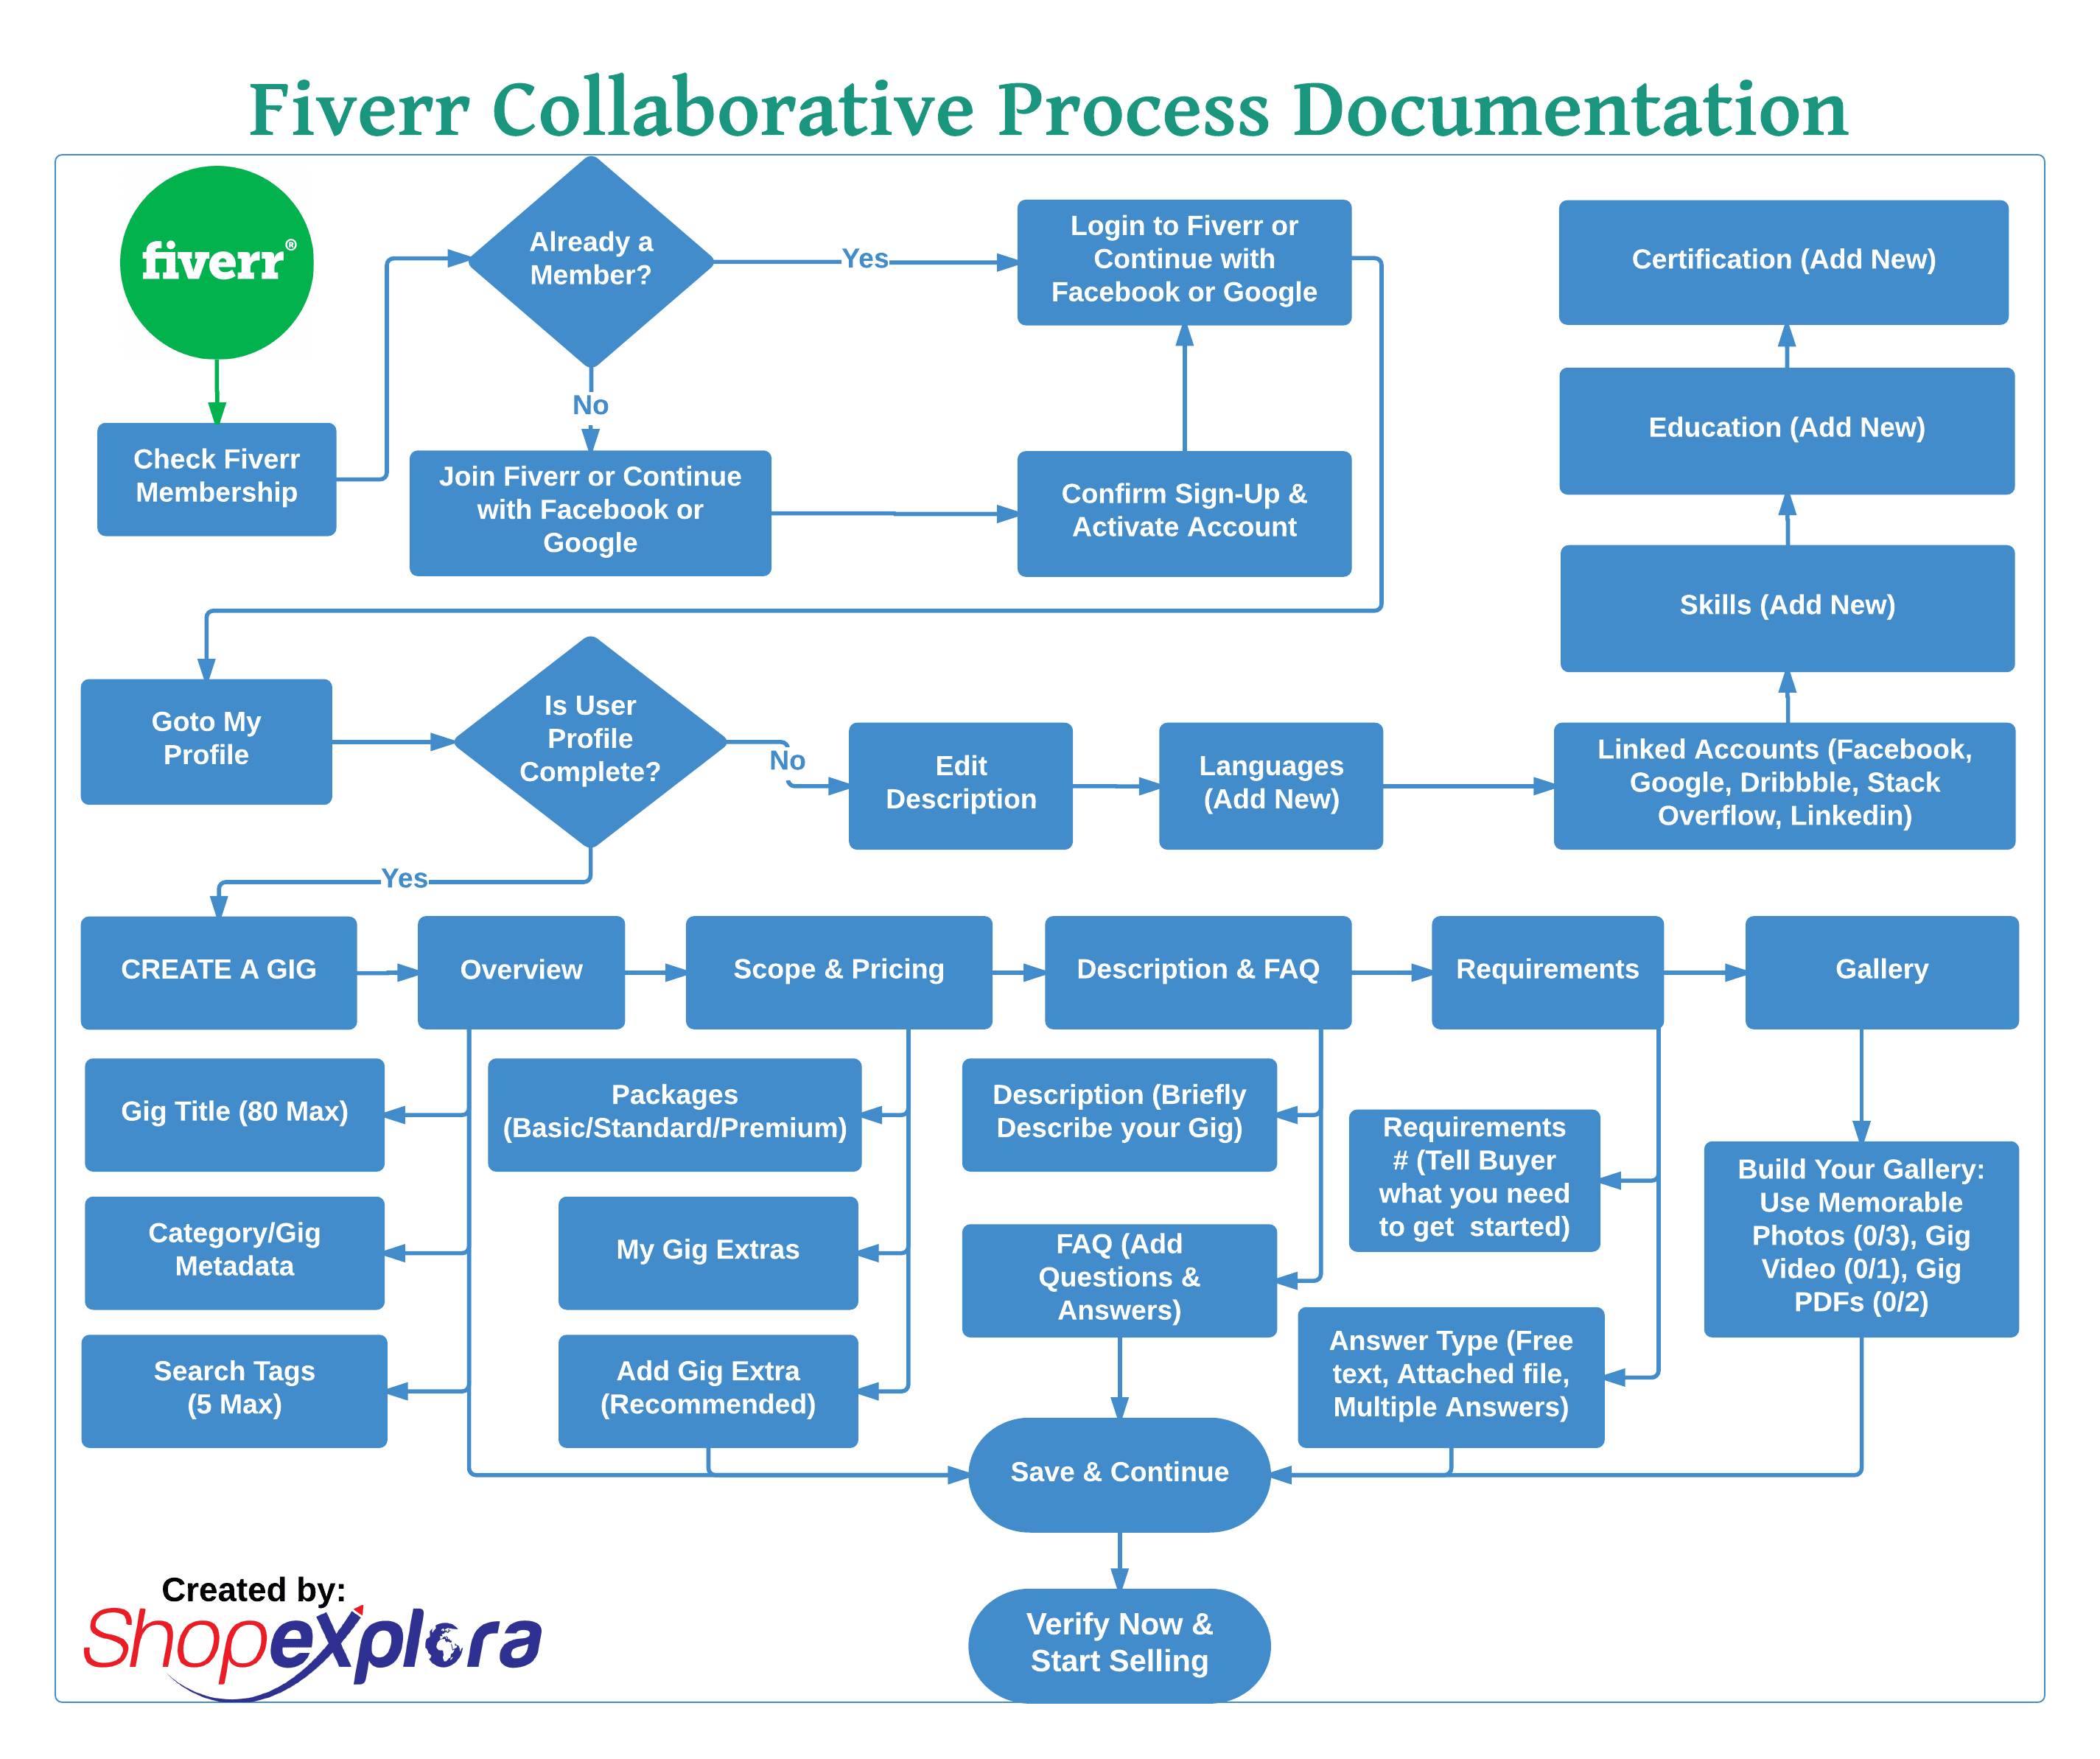 Fiverr Collaborative Process Documentation
fiverr®
Already a
Member?
Yes
Login to Fiverr or
Continue with
Facebook or Google
Certification (Add New)
No
Check Fiverr
Membership
Join Fiverr or Continue
with Facebook or
Google
Confirm Sign-Up &
Activate Account
Education (Add New)
Skills (Add New)
Goto My
Profile
Is User
Profile
Complete?
No
Edit
Description
Languages
(Add New)
Linked Accounts (Facebook,
Google, Dribbble, Stack
Overflow, Linkedin)
Yes
CREATE A GIG
Overview
Scope & Pricing
Description & FAQ
Requirements
Gallery
Gig Title (80 Max)
Category/Gig
Metadata
Search Tags
(5 Max)
Packages
(Basic/Standard/Premium)
My Gig Extras
Add Gig Extra
(Recommended)
Description (Briefly
Describe your Gig)
FAQ (Add
Questions &
Answers)
Requirements
# (Tell Buyer
what you need
to get  started)
Answer Type (Free
text, Attached file,
Multiple Answers)
Build Your Gallery:
Use Memorable
Photos (0/3), Gig
Video (0/1), Gig
PDFs (0/2)
Save & Continue
Verify Now &
Start Selling
Created by:
Shopexplora